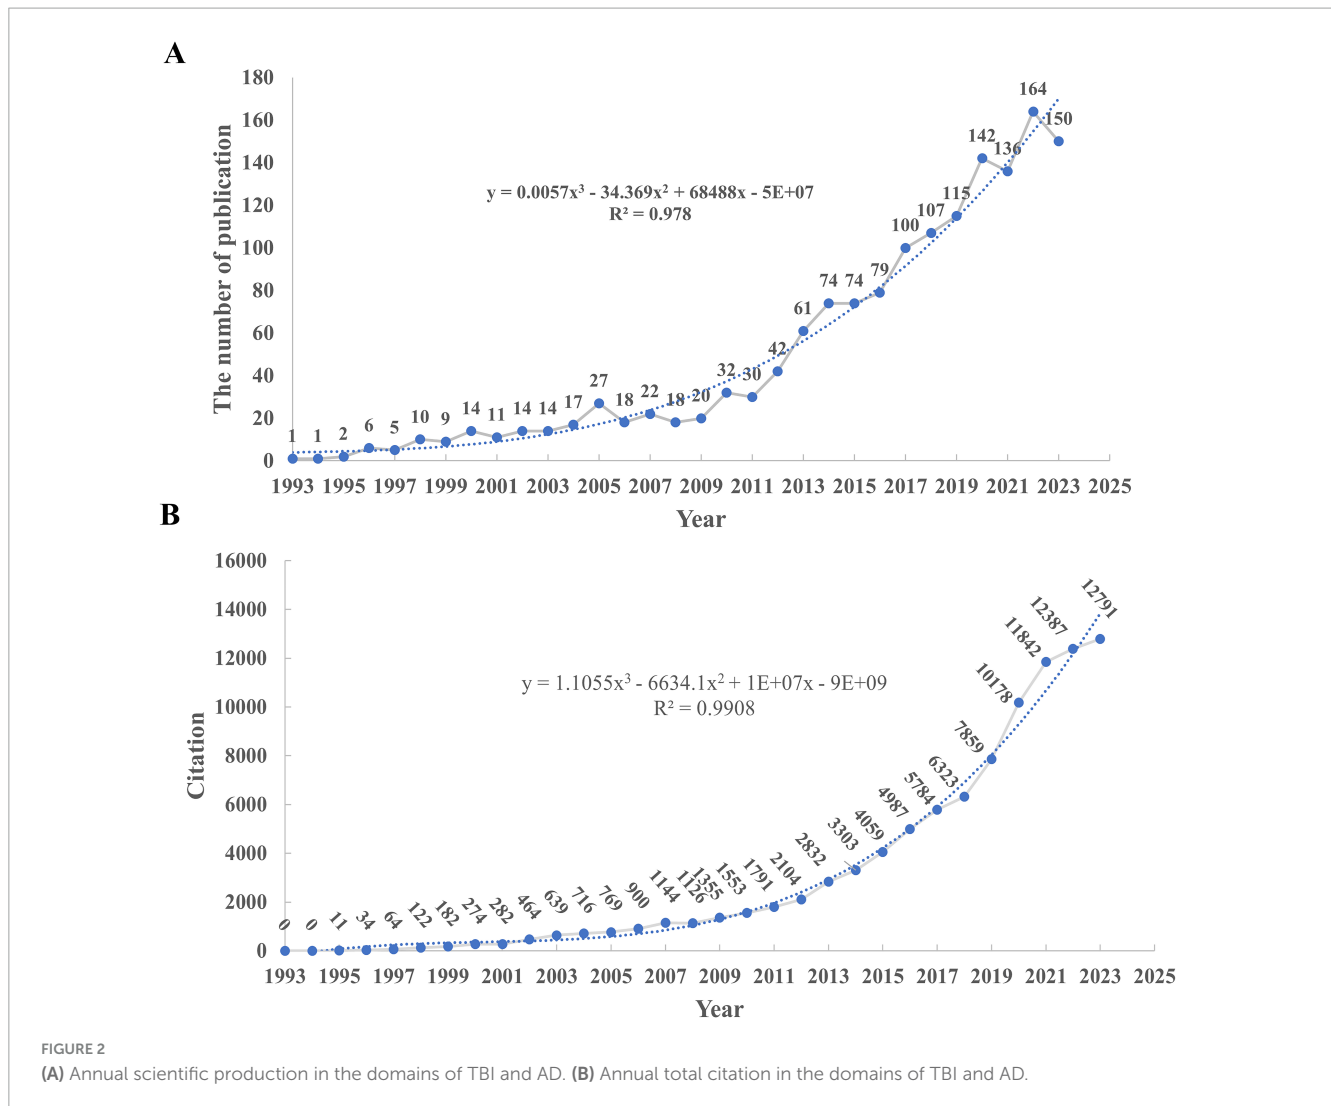 A
180
160
140
120
100
80
60
40
20
0
The number of publication
y = 0.0057x³ - 34.369x² + 68488x - 5E+07
R² = 0.978
1 1 2 6 5 10 9 14 11 14 14 17 27 18 22 18 20 32 30 42 61 74 74 79 100 107 115 142 136 164 150
1993 1995 1997 1999 2001 2003 2005 2007 2009 2011 2013 2015 2017 2019 2021 2023 2025
Year
B
16000
14000
12000
10000
8000
6000
4000
2000
0
Citation
y = 1.1055x³ - 6634.1x² + 1E+07x - 9E+09
R² = 0.9908
0 0 11 34 64 122 182 274 282 464 639 716 769 900 1144 1126 1355 1553 1791 2104 2832 3303 4059 4987 5784 6323 7859 10178 11842 12387 12791
1993 1995 1997 1999 2001 2003 2005 2007 2009 2011 2013 2015 2017 2019 2021 2023 2025
Year
FIGURE 2
(A) Annual scientific production in the domains of TBI and AD. (B) Annual total citation in the domains of TBI and AD.